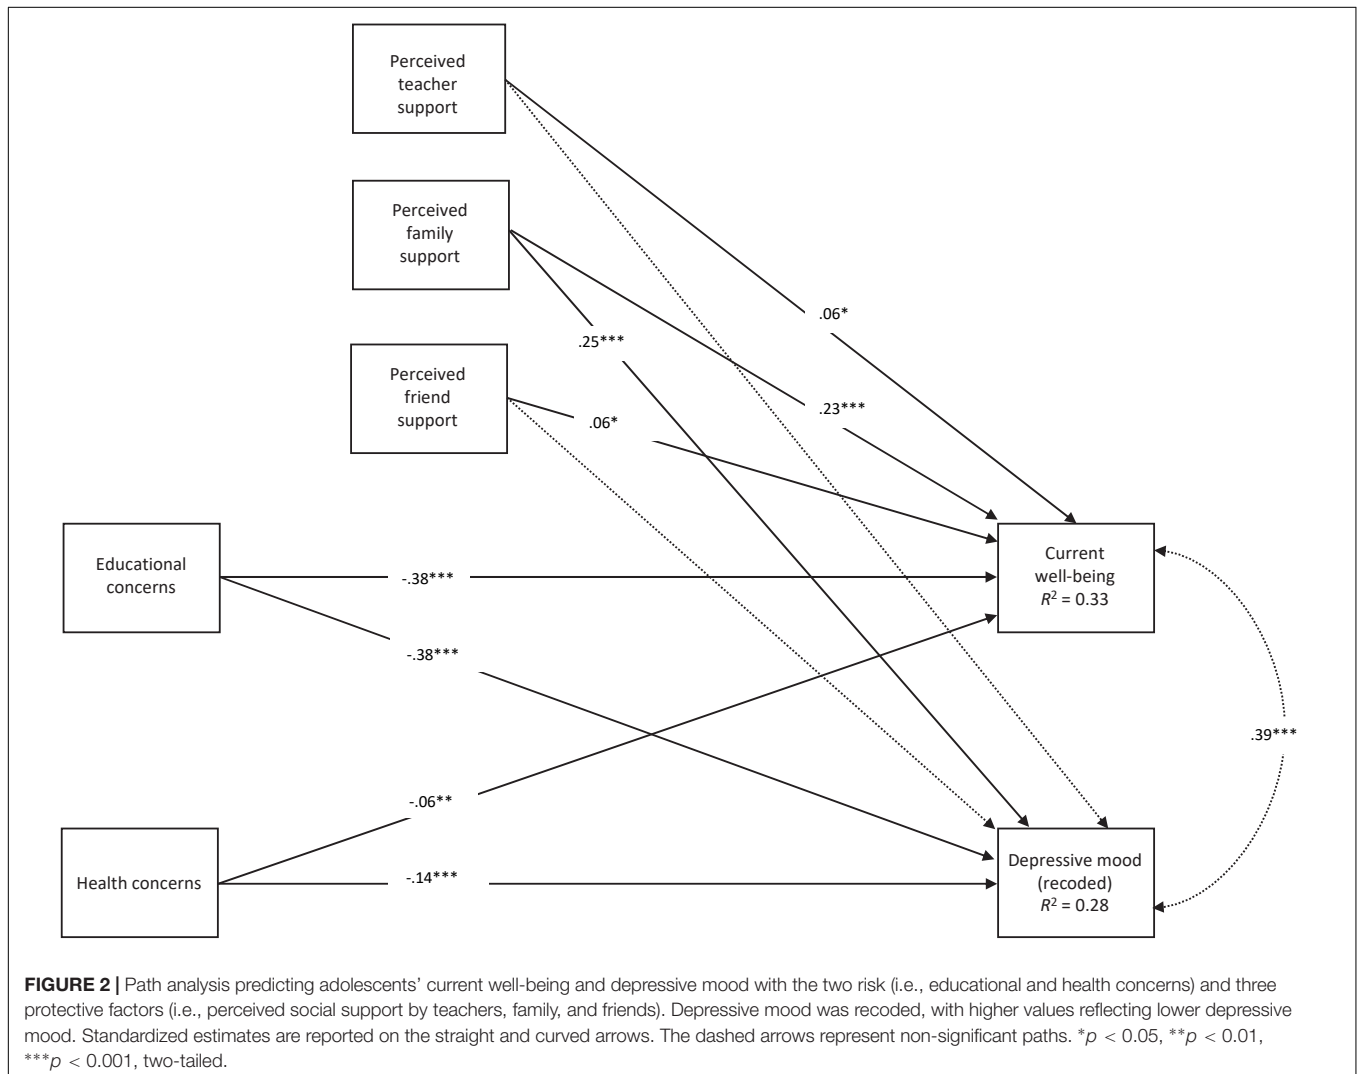 Perceived
teacher
support
Perceived
family
support
Perceived
friend
support
Educational
concerns
Health concerns
.06*
.25***
.23***
.06*
-.38***
-.38***
-.06**
-.14***
Current
well-being
R² = 0.33
.39***
Depressive mood
(recoded)
R² = 0.28
FIGURE 2 | Path analysis predicting adolescents’ current well-being and depressive mood with the two risk (i.e., educational and health concerns) and three
protective factors (i.e., perceived social support by teachers, family, and friends). Depressive mood was recoded, with higher values reflecting lower depressive
mood. Standardized estimates are reported on the straight and curved arrows. The dashed arrows represent non-significant paths. *p < 0.05, **p < 0.01,
***p < 0.001, two-tailed.